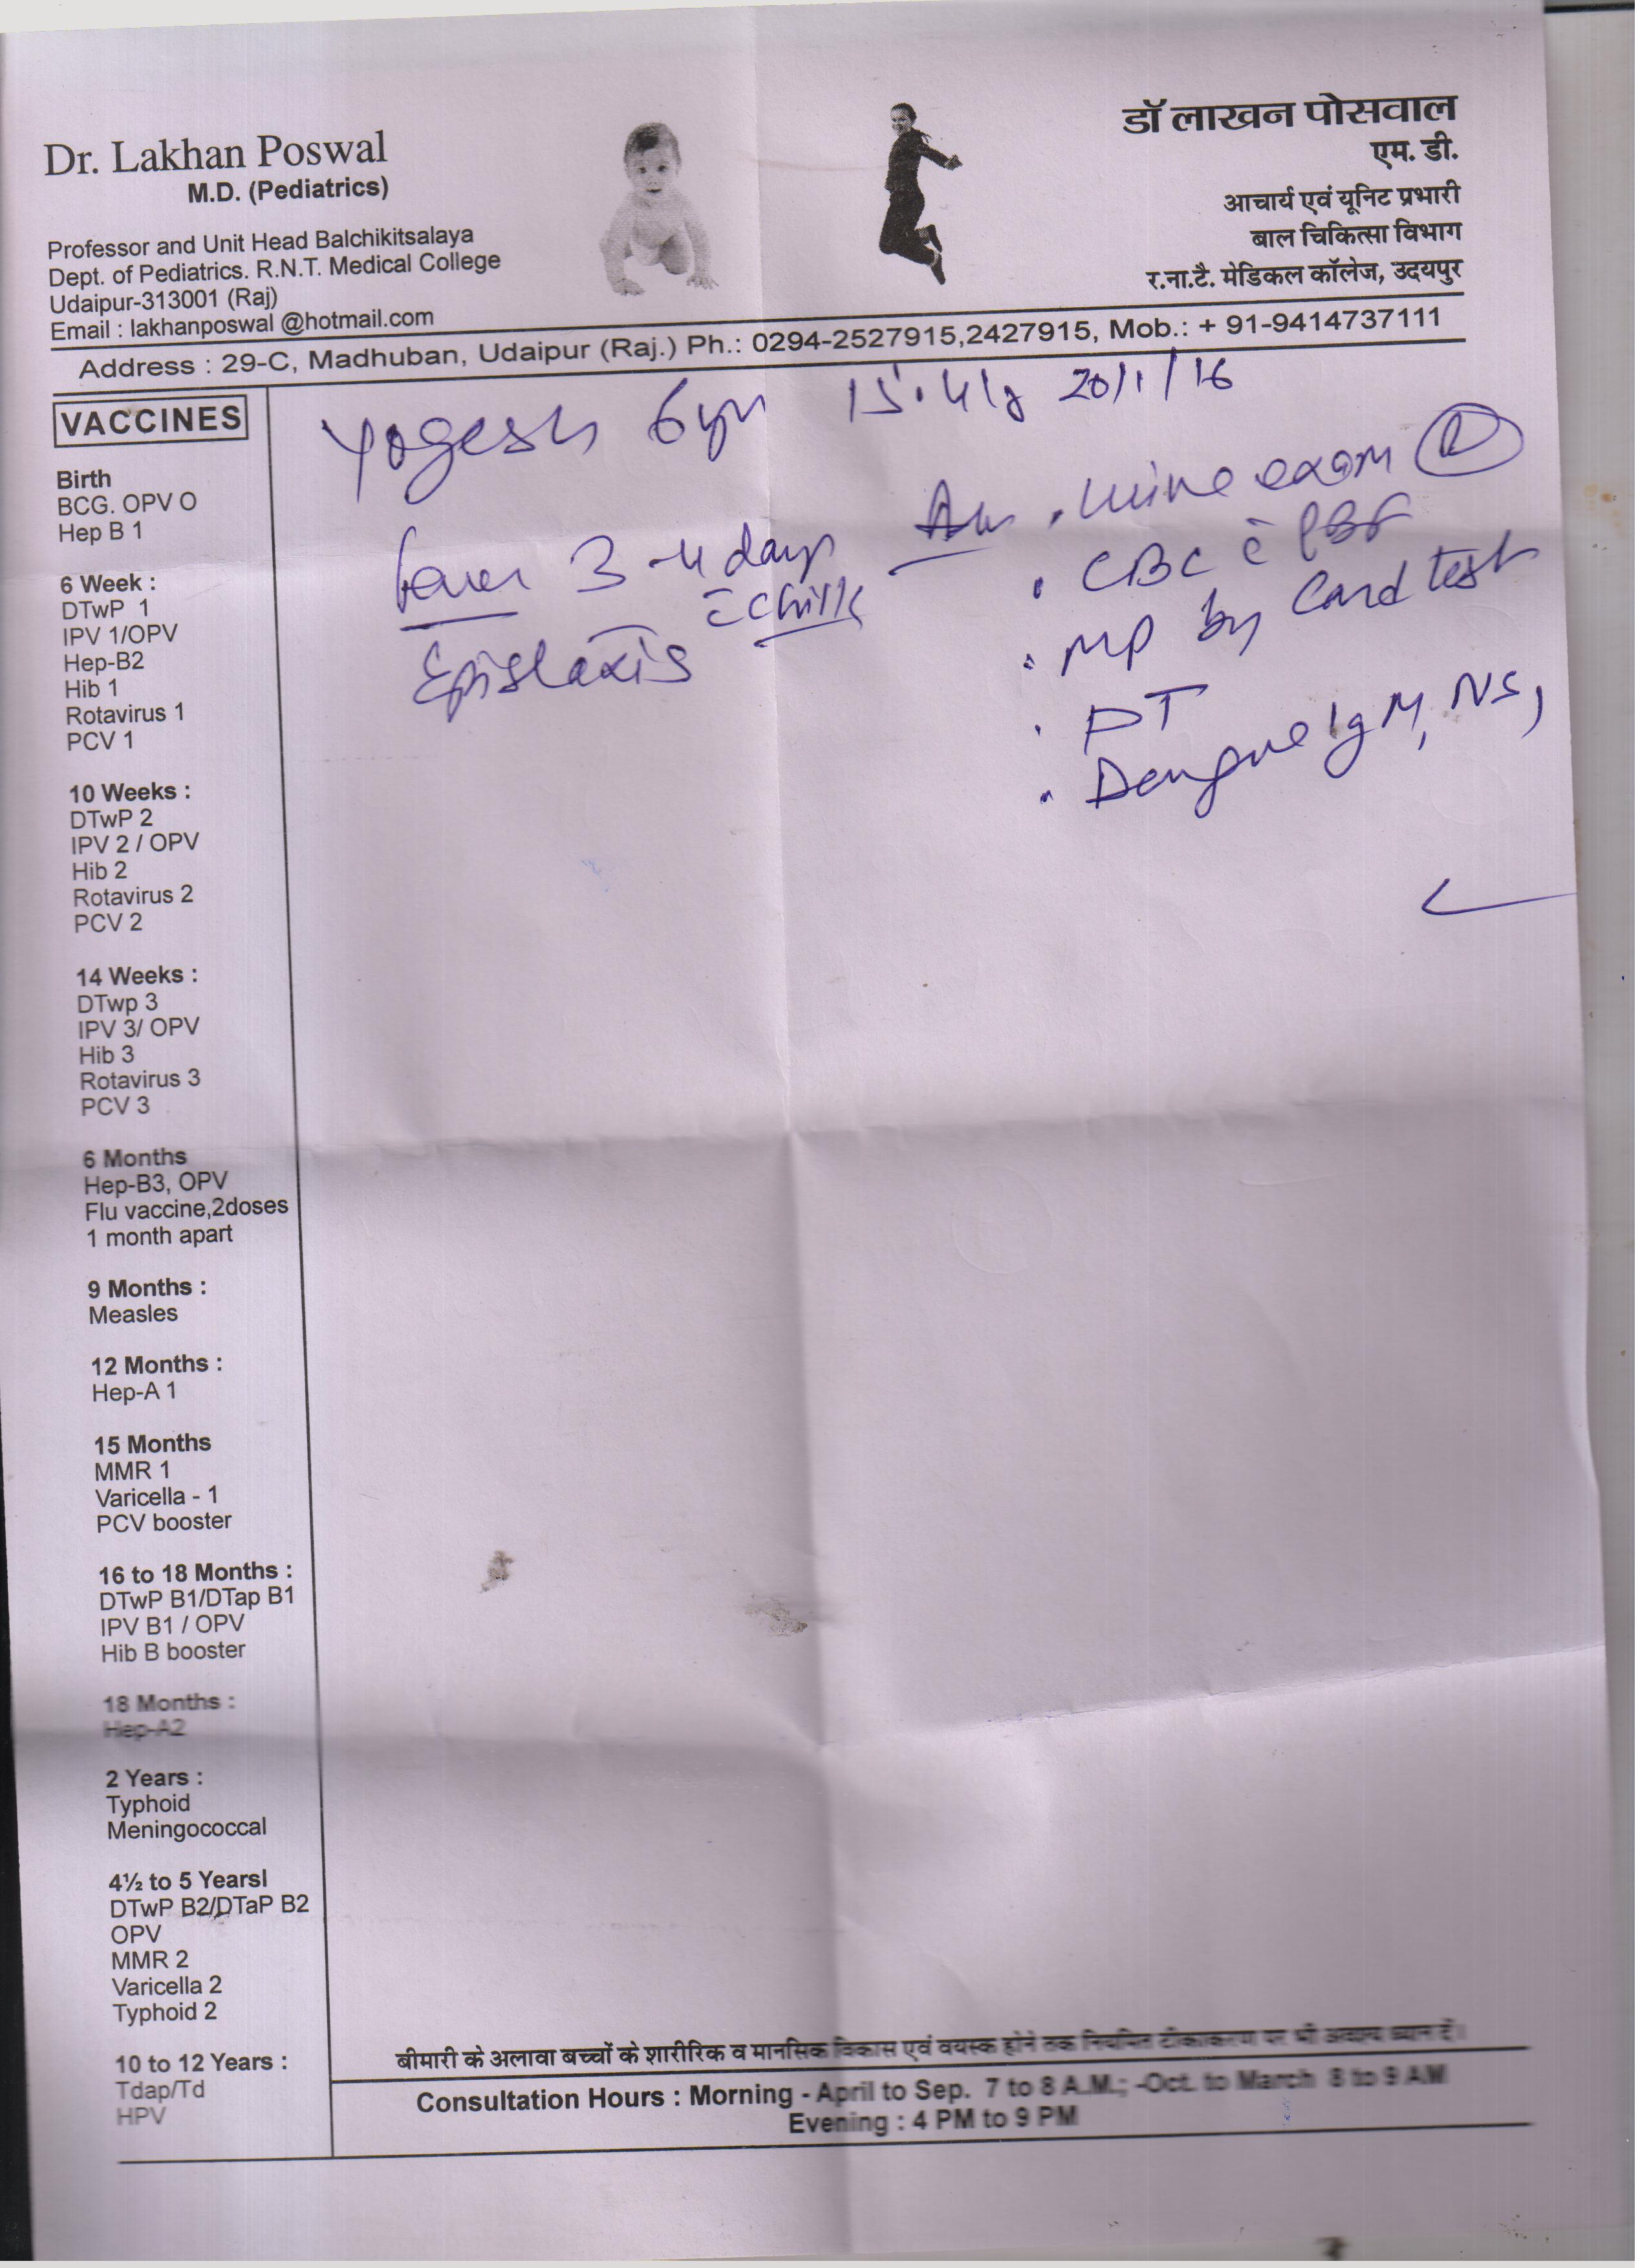 Dr. Lakhan Poswal
M.D. (Pediatrics)
Professor and Unit Head Balchikitsalaya
Dept. of Pediatrics. R.N.T. Medical College
Udaipur-313001 (Raj)
Email : lakhanposwal @hotmail.com
डॉ लाखन पोसवाल
एम. डी.
आचार्य एवं यूनिट प्रभारी
बाल चिकित्सा विभाग
र.ना.टै. मेडिकल कॉलेज, उदयपुर
Address : 29-C, Madhuban, Udaipur (Raj.) Ph.: 0294-2527915,2427915, Mob.: + 91-9414737111
VACCINES
Birth
BCG. OPV O
Hep B 1
6 Week :
DTwP 1
IPV 1/OPV
Hep-B2
Hib 1
Rotavirus 1
PCV 1
10 Weeks :
DTwP 2
IPV 2 / OPV
Hib 2
Rotavirus 2
PCV 2
14 Weeks :
DTwp 3
IPV 3/ OPV
Hib 3
Rotavirus 3
PCV 3
6 Months
Hep-B3, OPV
Flu vaccine,2doses
1 month apart
9 Months :
Measles
12 Months :
Hep-A 1
15 Months
MMR 1
Varicella - 1
PCV booster
16 to 18 Months :
DTwP B1/DTap B1
IPV B1 / OPV
Hib B booster
18 Months :
Hep-A2
2 Years :
Typhoid
Meningococcal
4½ to 5 Yearsl
DTwP B2/DTaP B2
OPV
MMR 2
Varicella 2
Typhoid 2
10 to 12 Years :
Tdap/Td
HPV
Yogesh 6yr 15.4kg 20/1/16
fever 3-4 days
c̄ chills
Epistaxis
. urine exam
. CBC c̄ PBF
. MP by Card test
. PT
. Dengue IgM, NS1
बीमारी के अलावा बच्चों के शारीरिक व मानसिक विकास एवं वयस्क होने तक नियमित टीकाकरण पर भी अवश्य ध्यान दें।
Consultation Hours : Morning - April to Sep. 7 to 8 A.M.; -Oct. to March 8 to 9 AM
Evening : 4 PM to 9 PM